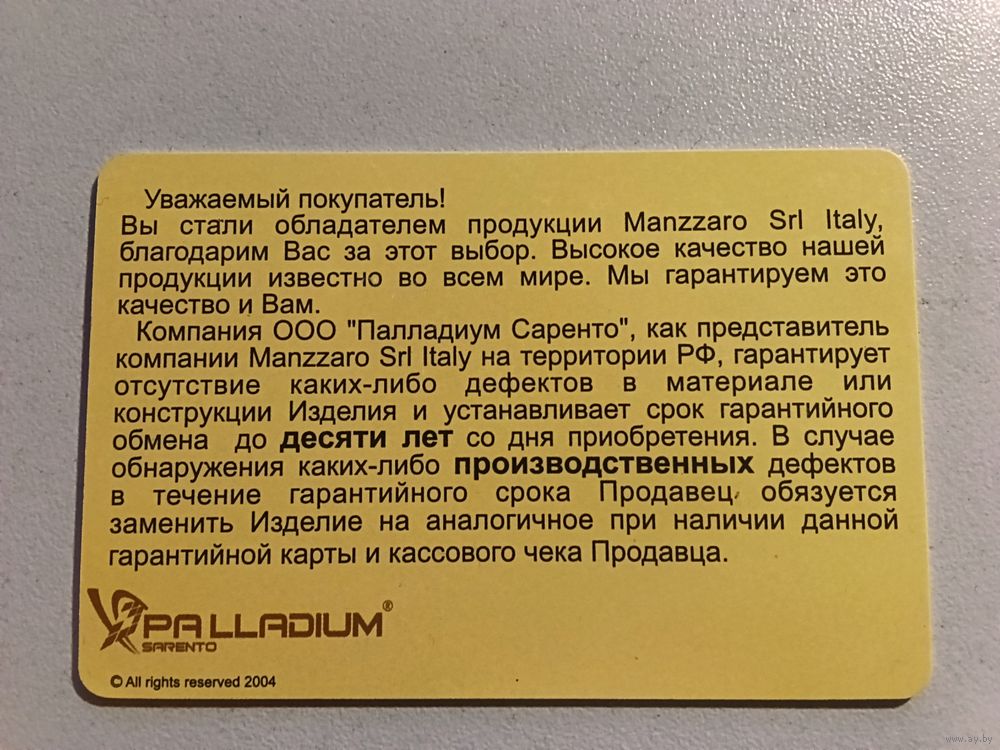 Уважаемый покупатель!
Вы стали обладателем продукции Manzzaro Srl Italy,
благодарим Вас за этот выбор. Высокое качество нашей
продукции известно во всем мире. Мы гарантируем это
качество и Вам.
Компания ООО "Палладиум Саренто", как представитель
компании Manzzaro Srl Italy на территории РФ, гарантирует
отсутствие каких-либо дефектов в материале или
конструкции Изделия и устанавливает срок гарантийного
обмена до десяти лет со дня приобретения. В случае
обнаружения каких-либо производственных дефектов
в течение гарантийного срока Продавец обязуется
заменить Изделие на аналогичное при наличии данной
гарантийной карты и кассового чека Продавца.
PALLADIUM®
SARENTO
© All rights reserved 2004
www.ay.by